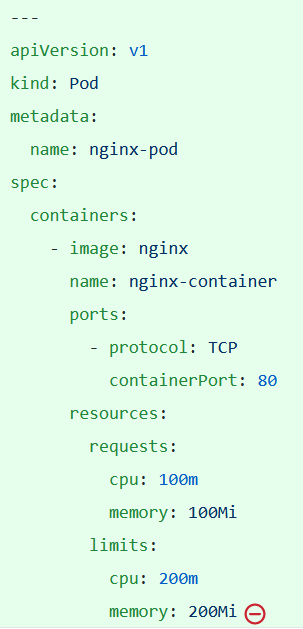 ---
apiVersion: v1
kind: Pod
metadata:
  name: nginx-pod
spec:
  containers:
    - image: nginx
      name: nginx-container
      ports:
        - protocol: TCP
          containerPort: 80
      resources:
        requests:
          cpu: 100m
          memory: 100Mi
        limits:
          cpu: 200m
          memory: 200Mi